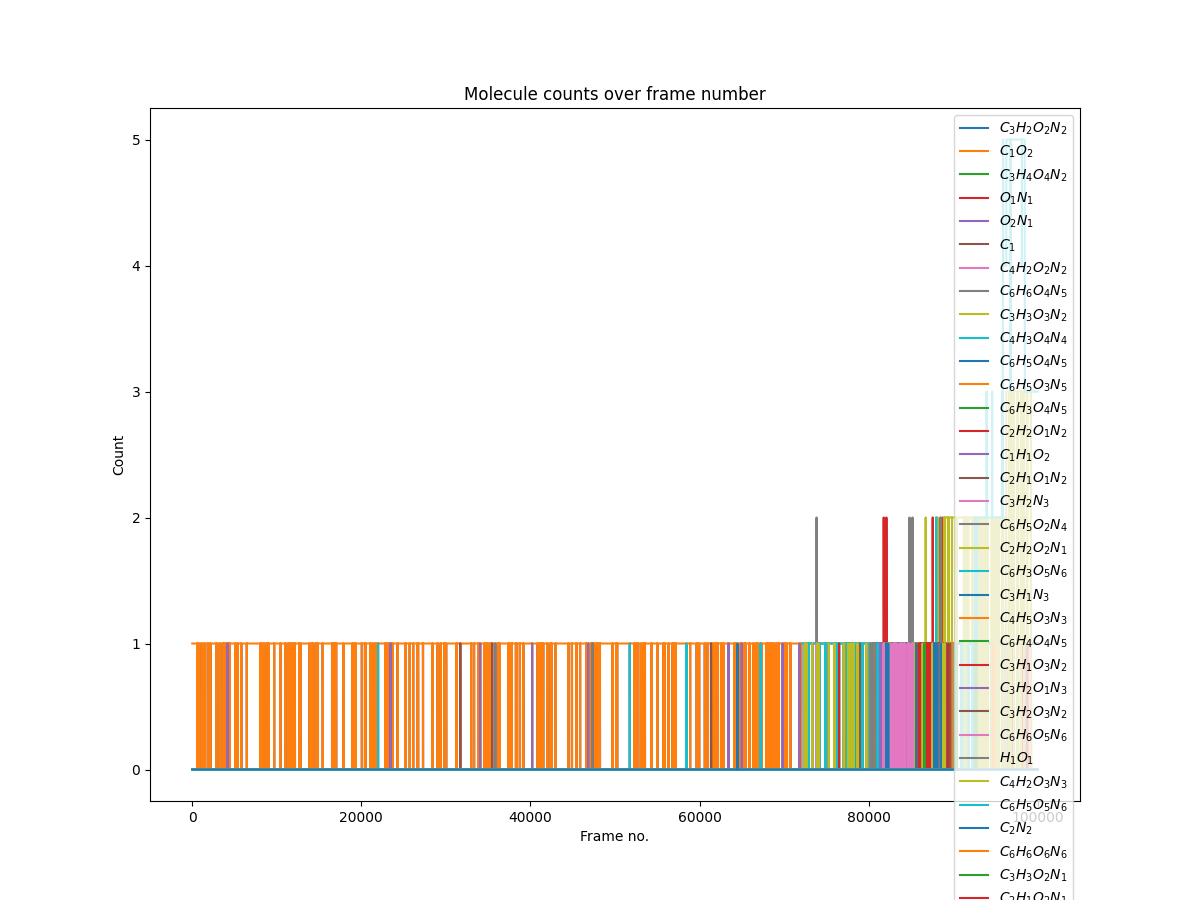 Molecule counts over frame number
5
4
3
2
1
0
Count
0 20000 40000 60000 80000 100000
Frame no.
C₃H₂O₂N₂
C₁O₂
C₃H₄O₄N₂
O₁N₁
O₂N₁
C₁
C₄H₂O₂N₂
C₆H₆O₄N₅
C₃H₃O₃N₂
C₄H₃O₄N₄
C₆H₅O₄N₅
C₆H₅O₃N₅
C₆H₃O₄N₅
C₂H₂O₁N₂
C₁H₁O₂
C₂H₁O₁N₂
C₃H₂N₃
C₆H₅O₂N₄
C₂H₂O₂N₁
C₆H₃O₅N₆
C₃H₁N₃
C₄H₅O₃N₃
C₆H₄O₄N₅
C₃H₁O₃N₂
C₃H₂O₁N₃
C₃H₂O₃N₂
C₆H₆O₅N₆
H₁O₁
C₄H₂O₃N₃
C₆H₅O₅N₆
C₂N₂
C₆H₆O₆N₆
C₃H₃O₂N₁